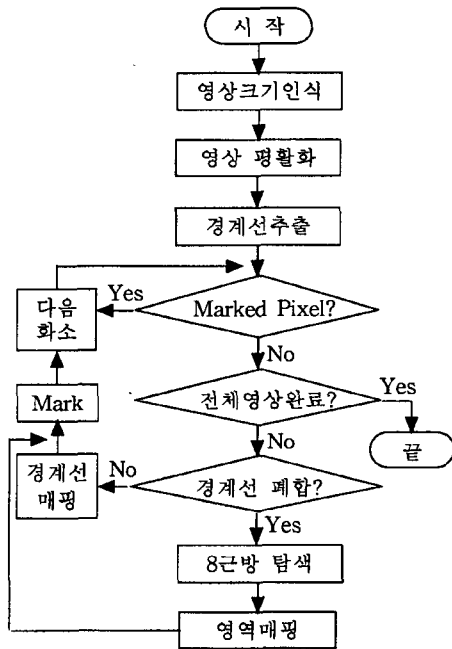 시 작
영상크기인식
영상 평활화
경계선추출
Marked Pixel?
Yes
다음
화소
No
전체영상완료?
Yes
끝
Mark
No
경계선 폐합?
No
경계선
매핑
Yes
8근방 탐색
영역매핑